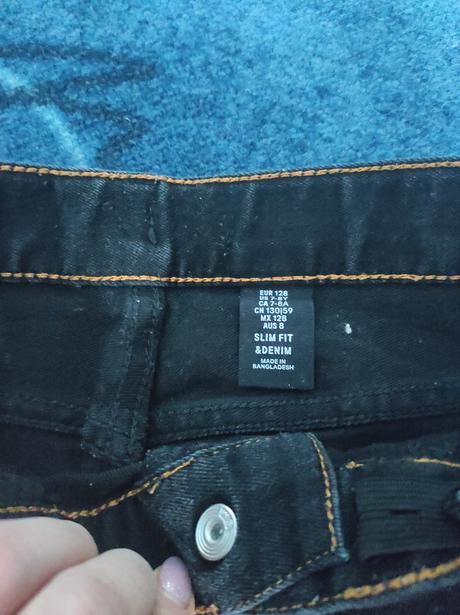 EUR 128
US 7-8Y
CA 7-8A
CN 130|59
MX 128
AUS 8
SLIM FIT
&DENIM
MADE IN
BANGLADESH